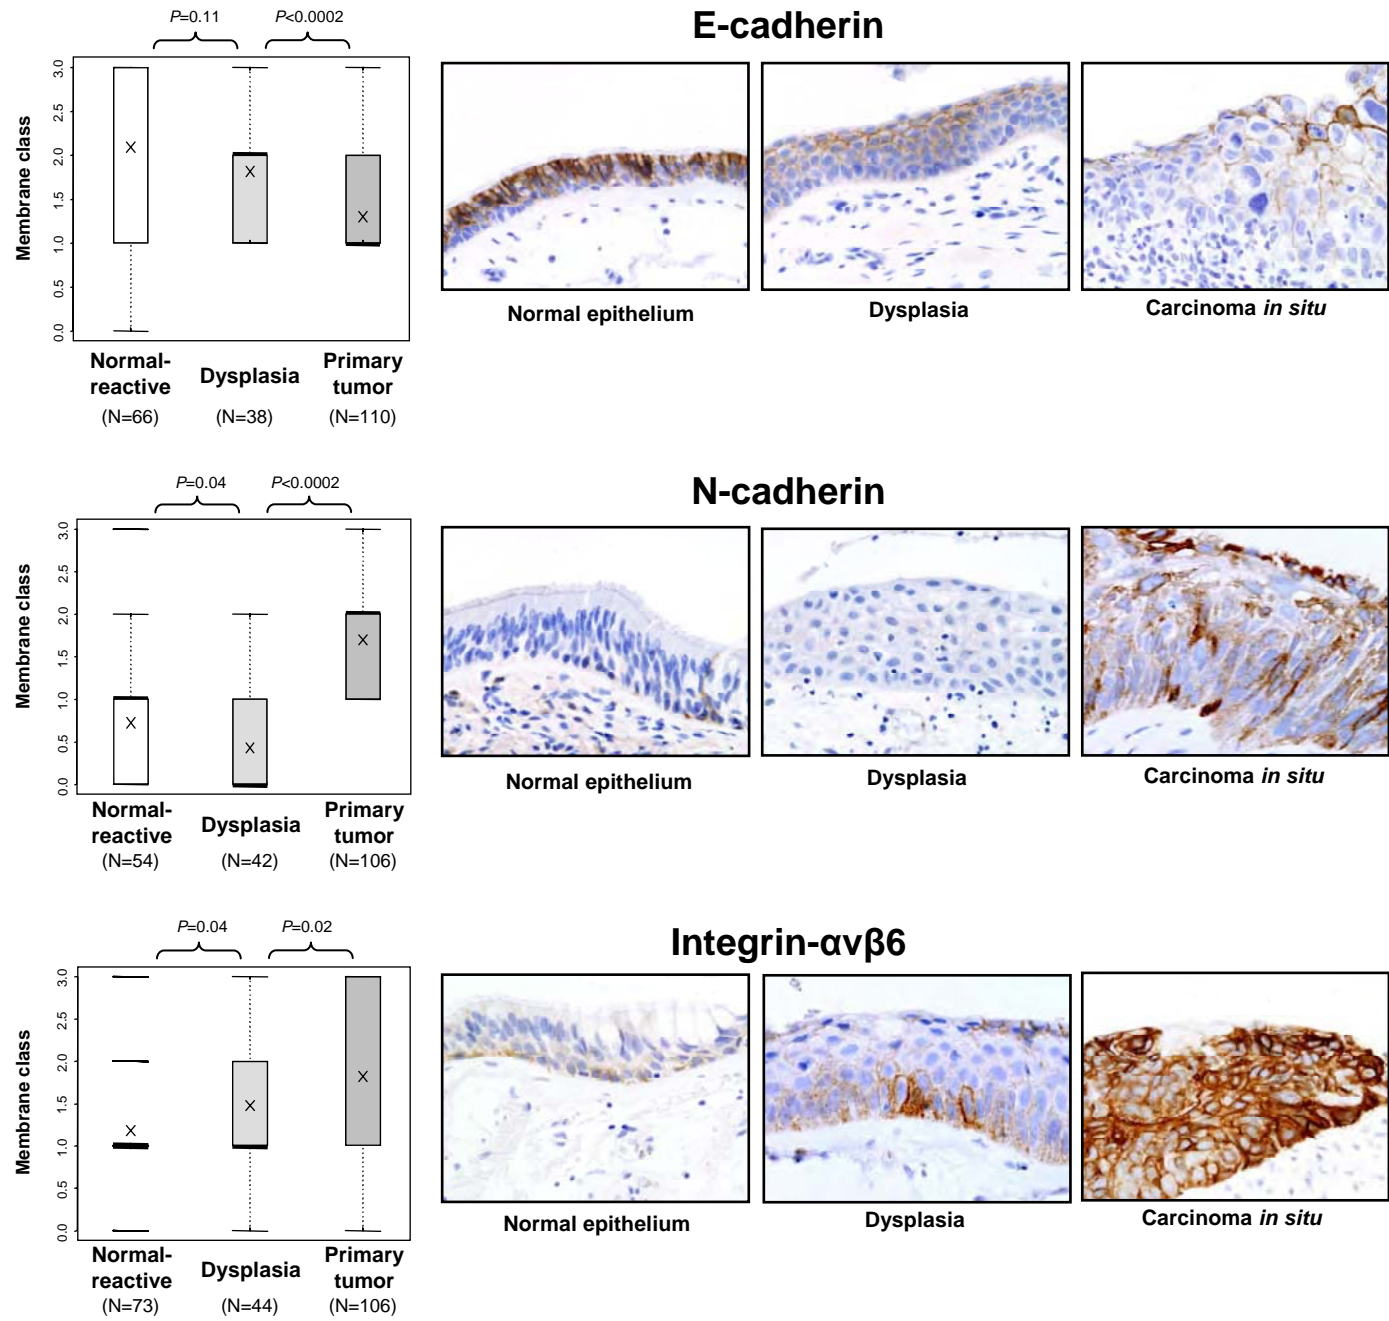 E-cadherin
P=0.11 P<0.0002
Membrane class
3.0
2.5
2.0
1.5
1.0
0.5
0.0
Normal-
reactive
(N=66)
Dysplasia
(N=38)
Primary
tumor
(N=110)
Normal epithelium
Dysplasia
Carcinoma in situ
N-cadherin
P=0.04 P<0.0002
Membrane class
3.0
2.5
2.0
1.5
1.0
0.5
0.0
Normal-
reactive
(N=54)
Dysplasia
(N=42)
Primary
tumor
(N=106)
Normal epithelium
Dysplasia
Carcinoma in situ
Integrin-αvβ6
P=0.04 P=0.02
Membrane class
3.0
2.5
2.0
1.5
1.0
0.5
0.0
Normal-
reactive
(N=73)
Dysplasia
(N=44)
Primary
tumor
(N=106)
Normal epithelium
Dysplasia
Carcinoma in situ